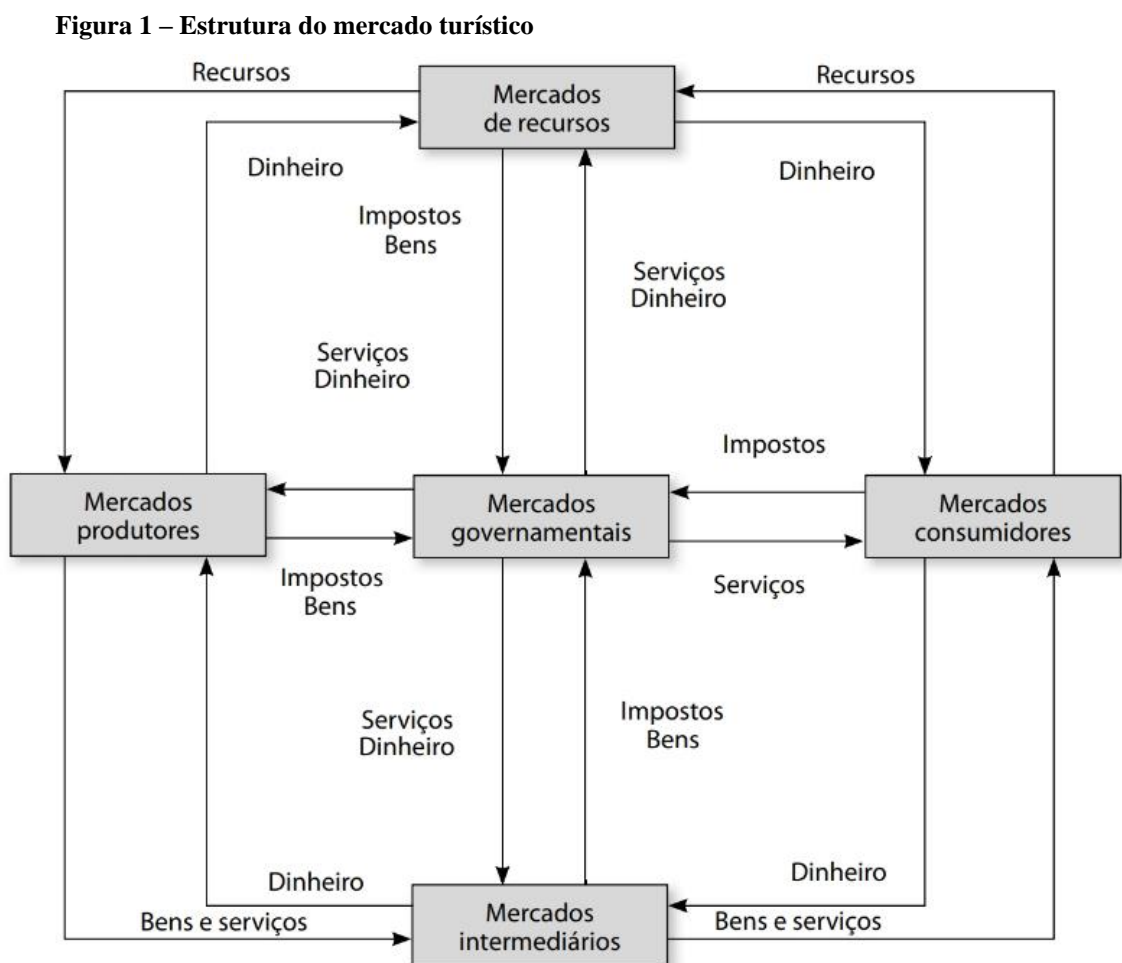 Figura 1 – Estrutura do mercado turístico
Recursos
Recursos
Mercados
de recursos
Dinheiro
Dinheiro
Impostos
Bens
Serviços
Dinheiro
Serviços
Dinheiro
Impostos
Mercados
produtores
Mercados
governamentais
Mercados
consumidores
Impostos
Bens
Serviços
Serviços
Dinheiro
Impostos
Bens
Dinheiro
Dinheiro
Bens e serviços
Mercados
intermediários
Bens e serviços